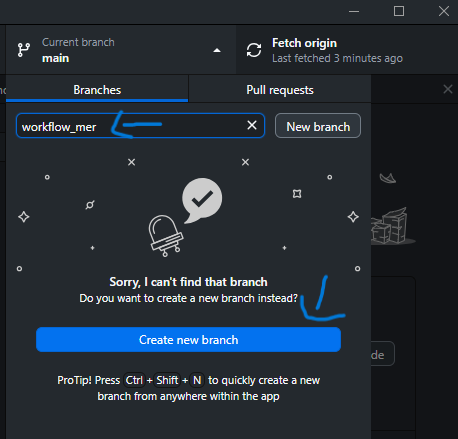 Current branch
main
Fetch origin
Last fetched 3 minutes ago
Branches
Pull requests
workflow_mer
New branch
Sorry, I can't find that branch
Do you want to create a new branch instead?
Create new branch
ProTip! Press Ctrl + Shift + N to quickly create a new
branch from anywhere within the app